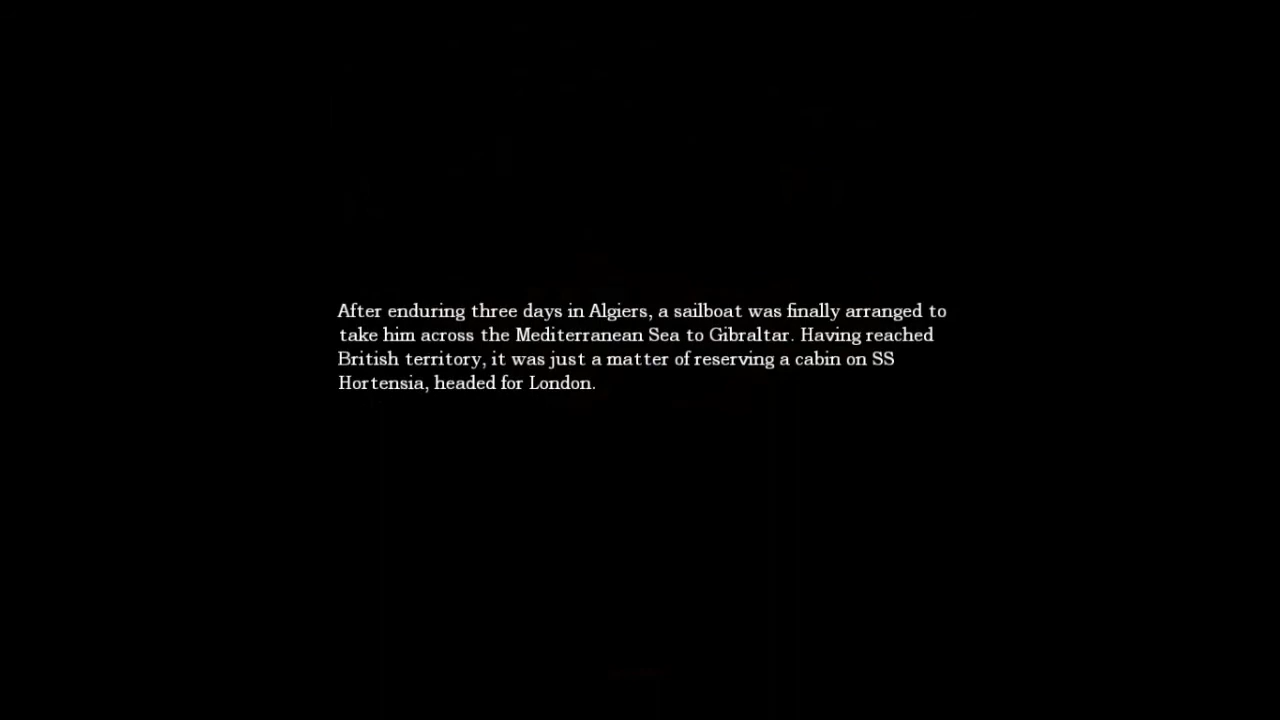 After enduring three days in Algiers, a sailboat was finally arranged to
take him across the Mediterranean Sea to Gibraltar. Having reached
British territory, it was just a matter of reserving a cabin on SS
Hortensia, headed for London.